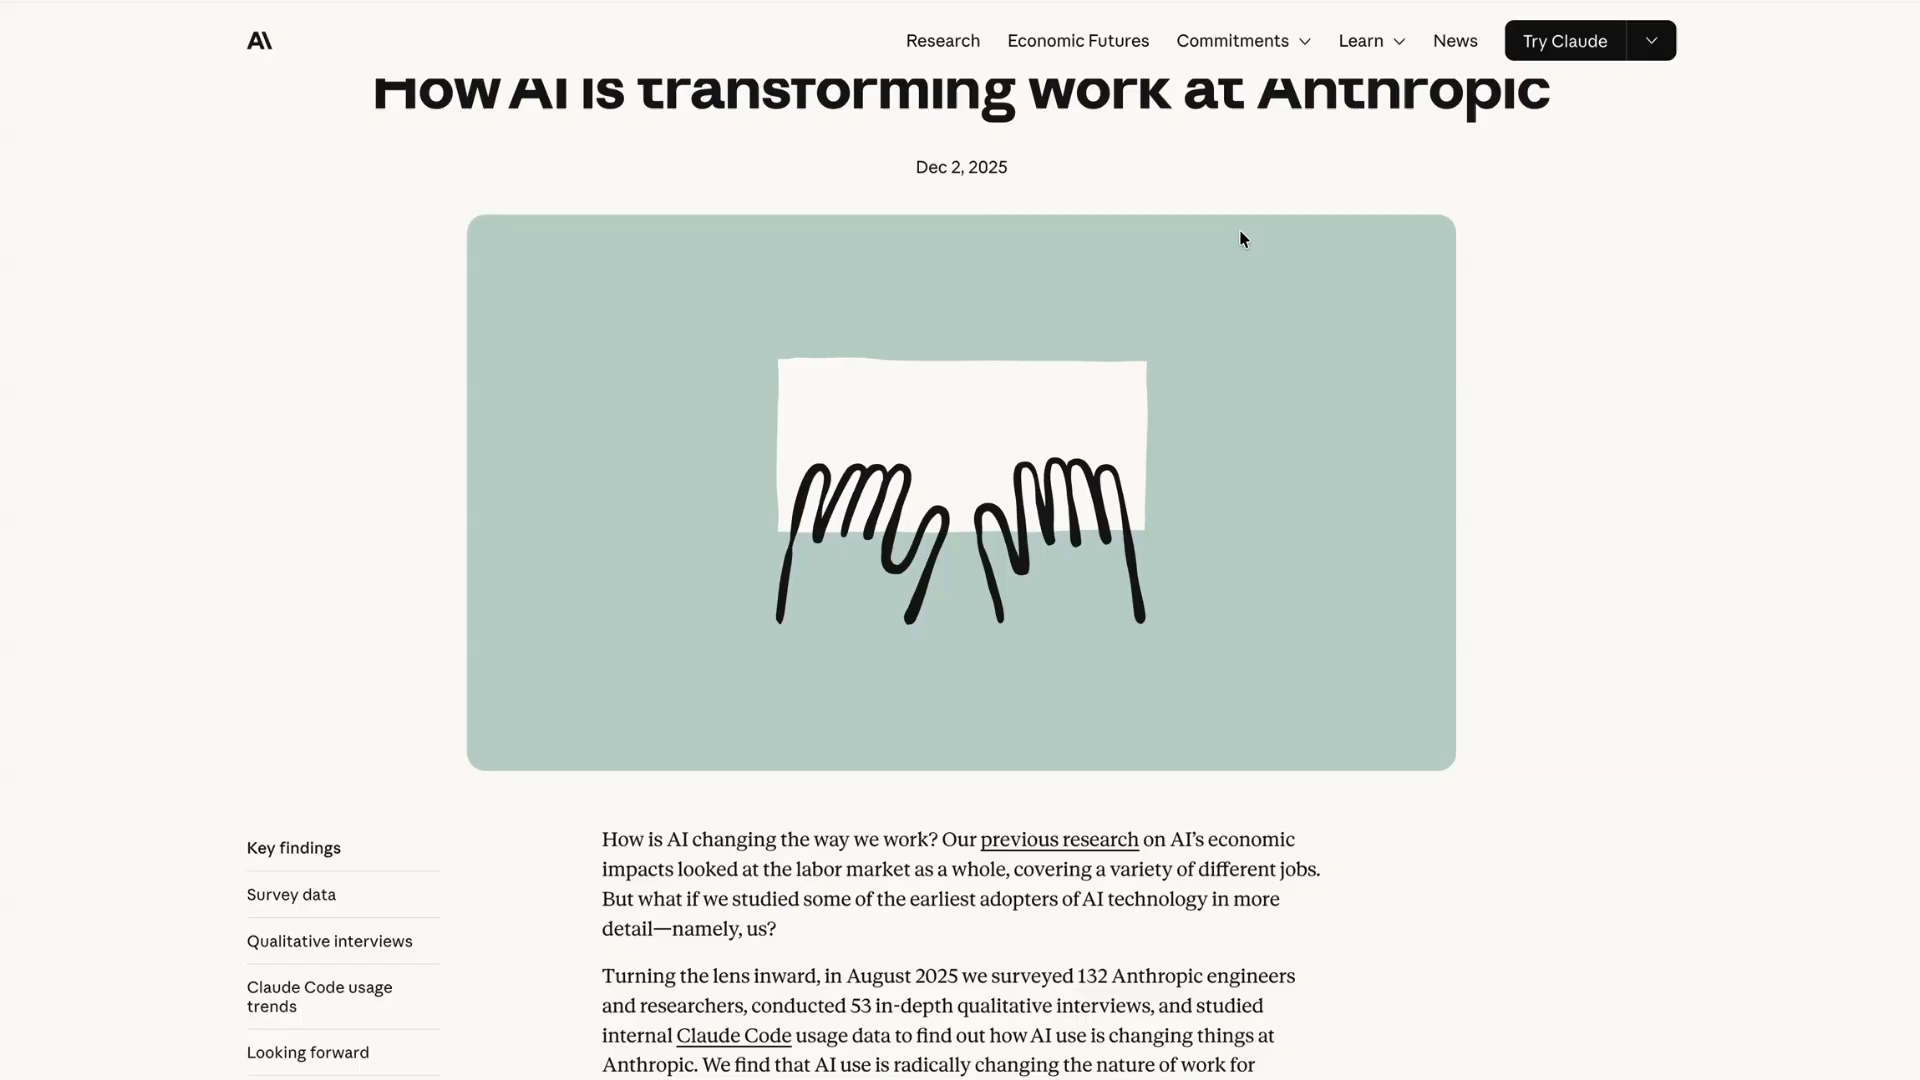 A\
Research Economic Futures Commitments Learn News Try Claude
How AI is transforming work at Anthropic
Dec 2, 2025
Key findings
Survey data
Qualitative interviews
Claude Code usage
trends
Looking forward
How is AI changing the way we work? Our previous research on AI’s economic
impacts looked at the labor market as a whole, covering a variety of different jobs.
But what if we studied some of the earliest adopters of AI technology in more
detail—namely, us?
Turning the lens inward, in August 2025 we surveyed 132 Anthropic engineers
and researchers, conducted 53 in-depth qualitative interviews, and studied
internal Claude Code usage data to find out how AI use is changing things at
Anthropic. We find that AI use is radically changing the nature of work for